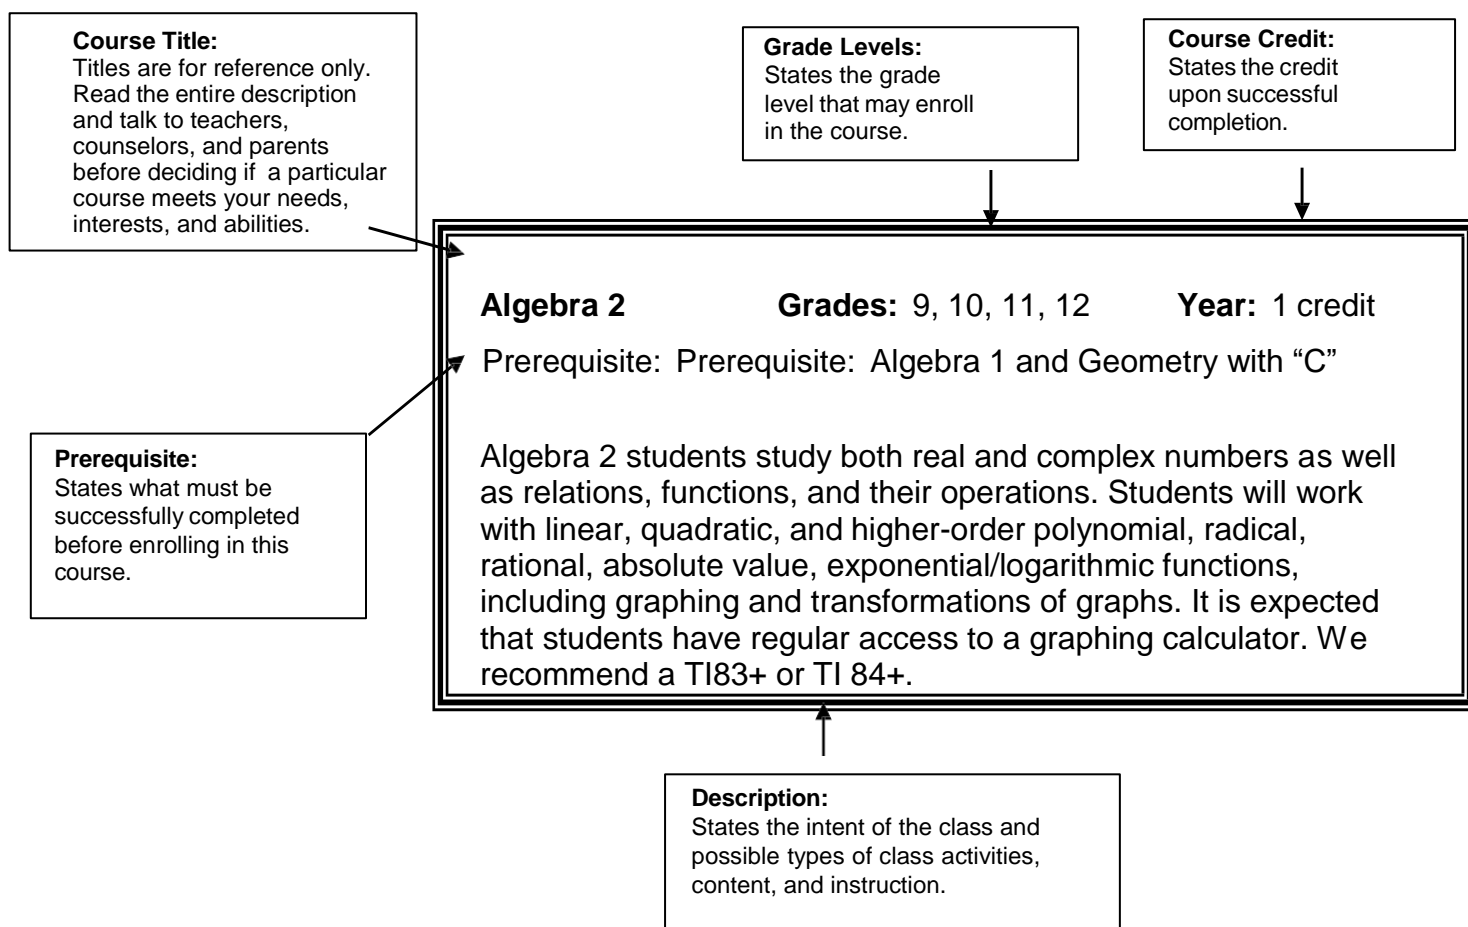 Course Title:
Titles are for reference only.
Read the entire description
and talk to teachers,
counselors, and parents
before deciding if a particular
course meets your needs,
interests, and abilities.
Grade Levels:
States the grade
level that may enroll
in the course.
Course Credit:
States the credit
upon successful
completion.
Algebra 2 Grades: 9, 10, 11, 12 Year: 1 credit
Prerequisite: Prerequisite: Algebra 1 and Geometry with “C”
Prerequisite:
States what must be
successfully completed
before enrolling in this
course.
Algebra 2 students study both real and complex numbers as well
as relations, functions, and their operations. Students will work
with linear, quadratic, and higher-order polynomial, radical,
rational, absolute value, exponential/logarithmic functions,
including graphing and transformations of graphs. It is expected
that students have regular access to a graphing calculator. We
recommend a TI83+ or TI 84+.
Description:
States the intent of the class and
possible types of class activities,
content, and instruction.